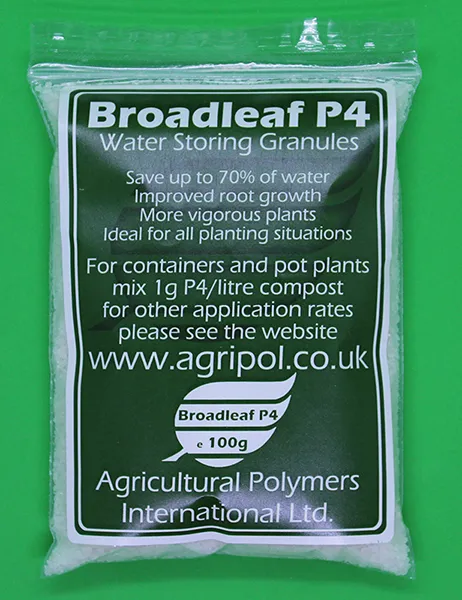 Broadleaf P4
Water Storing Granules
Save up to 70% of water
Improved root growth
More vigorous plants
Ideal for all planting situations
For containers and pot plants
mix 1g P4/litre compost
for other application rates
please see the website
www.agripol.co.uk
Broadleaf P4
e 100g
Agricultural Polymers
International Ltd.